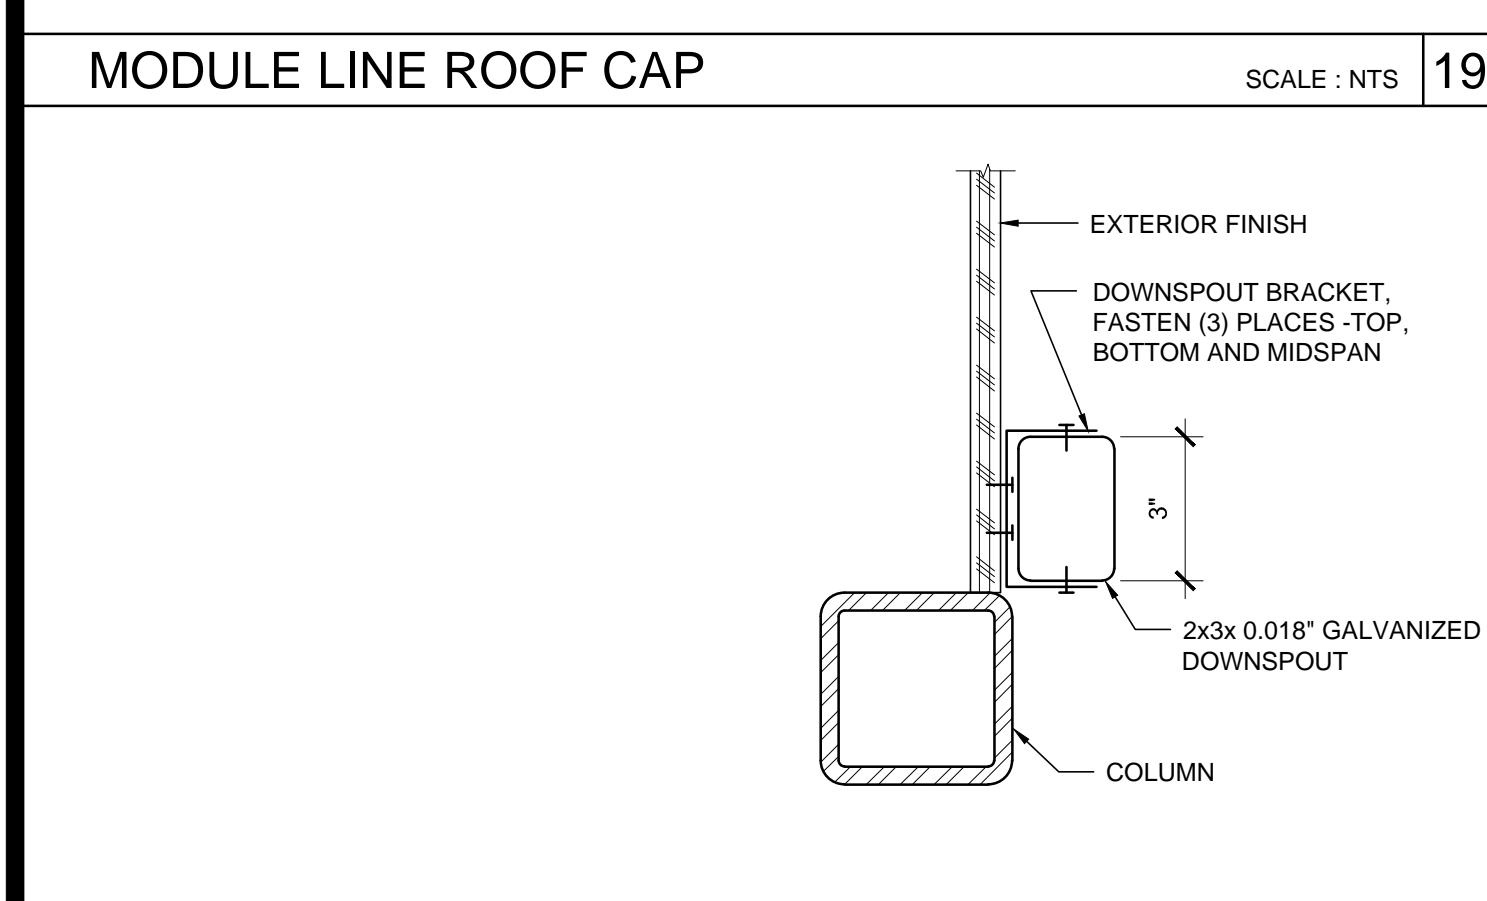 MODULE LINE ROOF CAP
SCALE : NTS
19
EXTERIOR FINISH
DOWNSPOUT BRACKET,
FASTEN (3) PLACES -TOP,
BOTTOM AND MIDSPAN
3"
2x3x 0.018" GALVANIZED
DOWNSPOUT
COLUMN